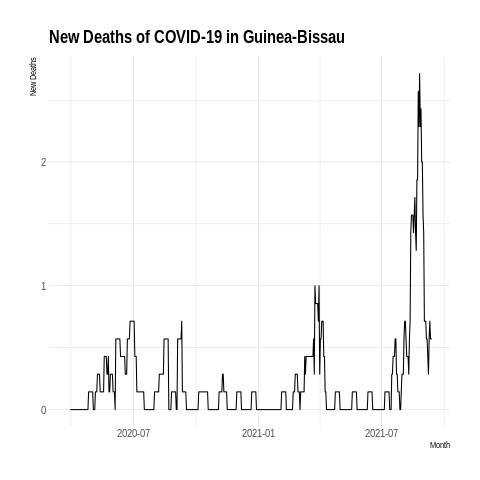 New Deaths of COVID-19 in Guinea-Bissau
New Deaths
2
1
0
2020-07
2021-01
2021-07
Month